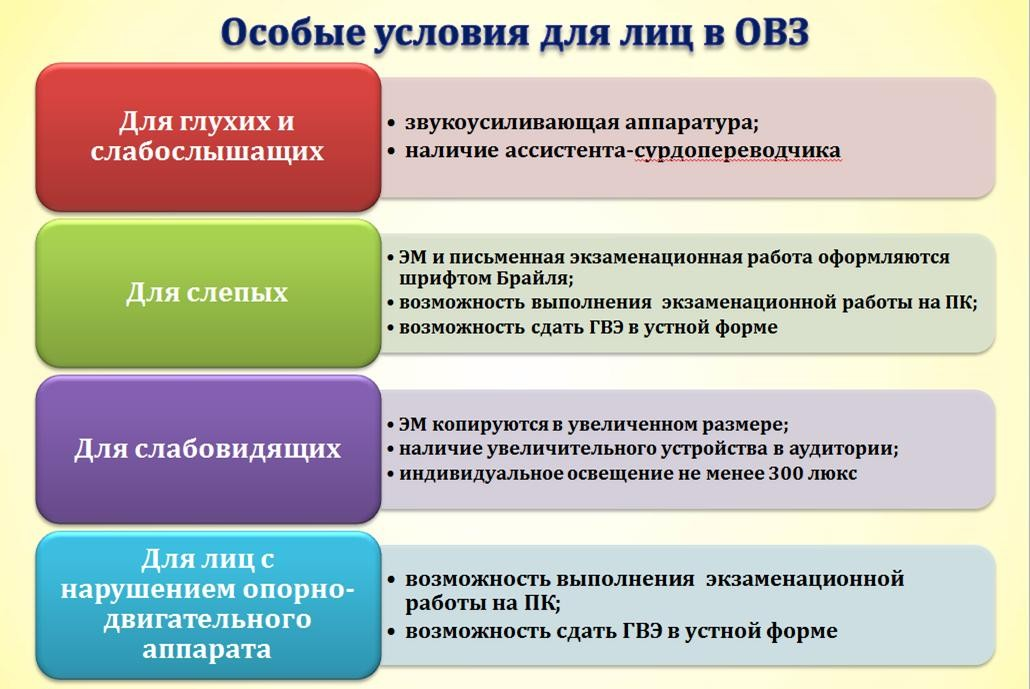 Особые условия для лиц в ОВЗ
Для глухих и
слабослышащих
• звукоусиливающая аппаратура;
• наличие ассистента-сурдопереводчика
Для слепых
• ЭМ и письменная экзаменационная работа оформляются
шрифтом Брайля;
• возможность выполнения экзаменационной работы на ПК;
• возможность сдать ГВЭ в устной форме
Для слабовидящих
• ЭМ копируются в увеличенном размере;
• наличие увеличительного устройства в аудитории;
• индивидуальное освещение не менее 300 люкс
Для лиц с
нарушением опорно-
двигательного
аппарата
• возможность выполнения экзаменационной
работы на ПК;
• возможность сдать ГВЭ в устной форме